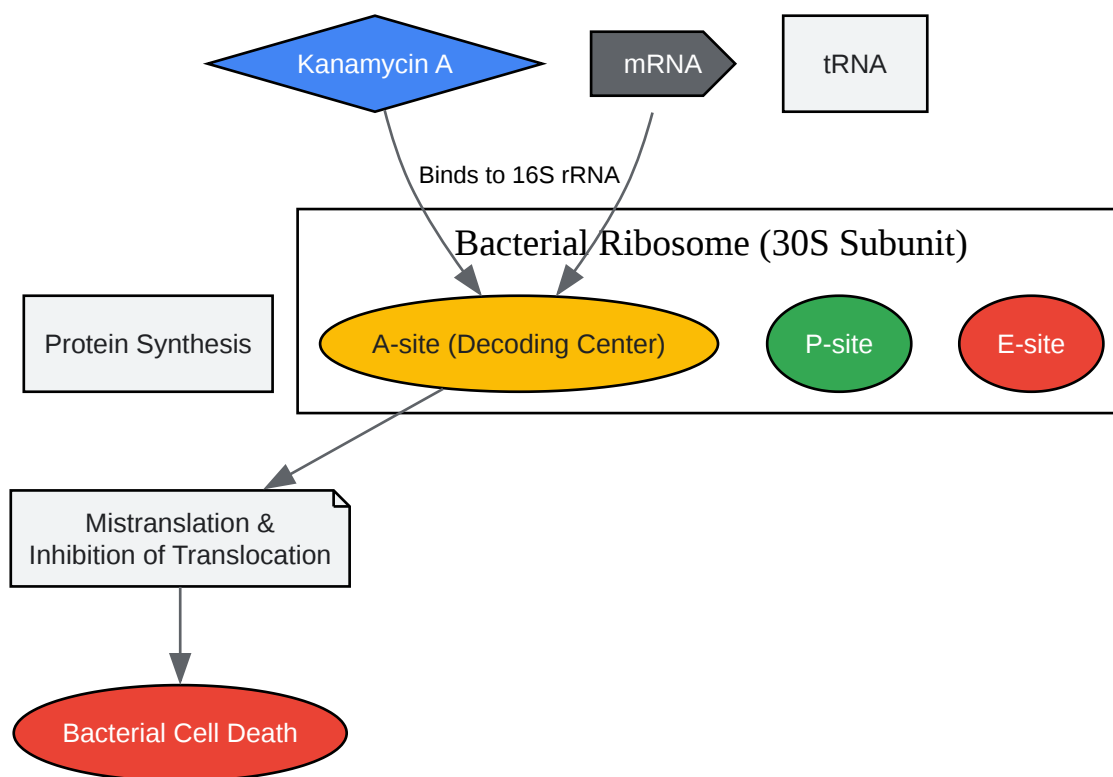 Kanamycin A
mRNA
tRNA
Binds to 16S rRNA
Bacterial Ribosome (30S Subunit)
Protein Synthesis
A-site (Decoding Center)
P-site
E-site
Mistranslation &
Inhibition of Translocation
Bacterial Cell Death